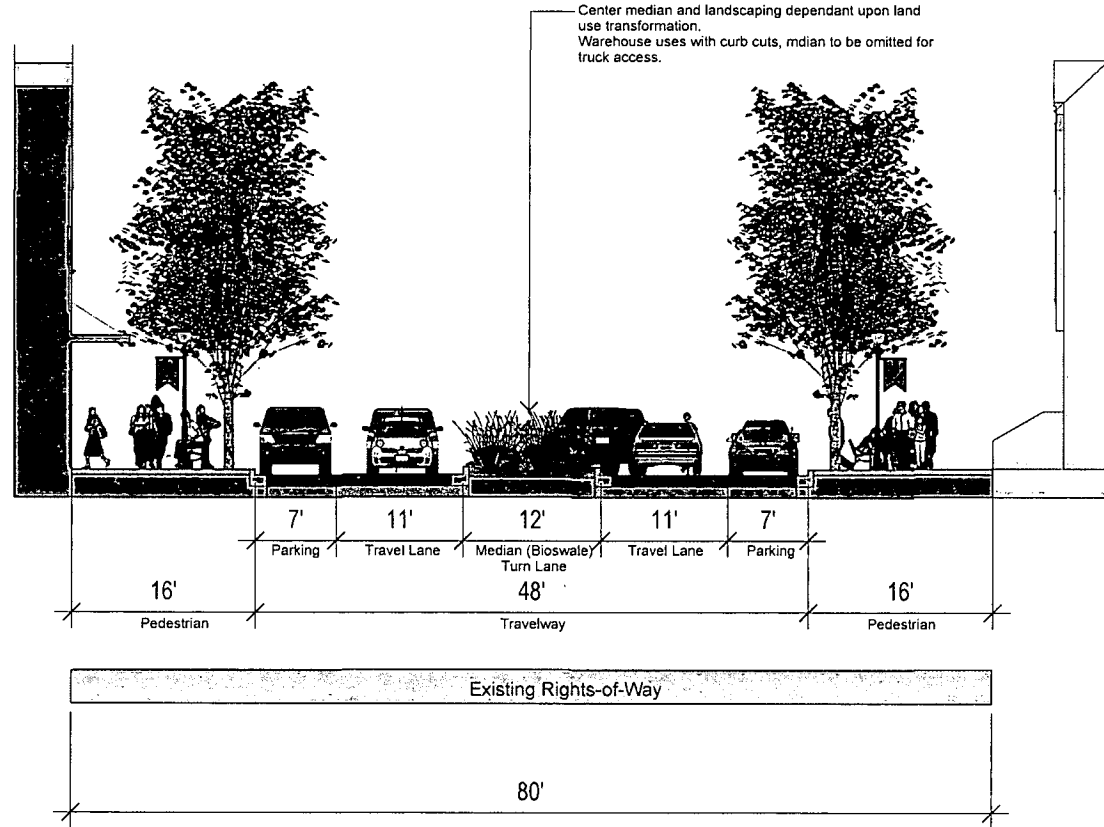 Center median and landscaping dependant upon land
use transformation.
Warehouse uses with curb cuts, mdian to be omitted for
truck access.
7' 11' 12' 11' 7'
Parking Travel Lane Median (Bioswale) Travel Lane Parking
Turn Lane
16' 48' 16'
Pedestrian Travelway Pedestrian
Existing Rights-of-Way
80'